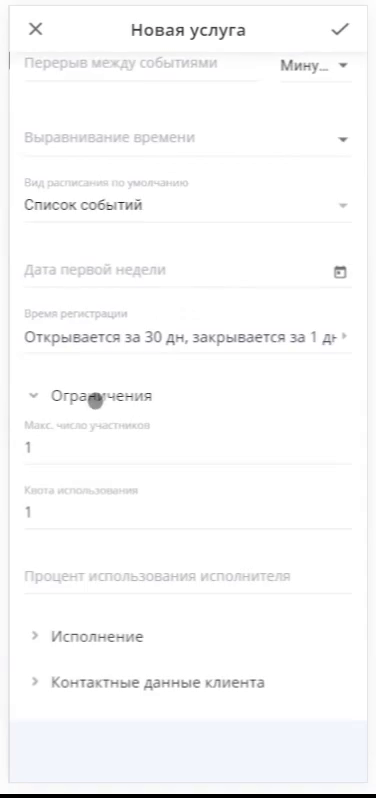 Новая услуга
Перерыв между событиями
Мину...
Выравнивание времени
Вид расписания по умолчанию
Список событий
Дата первой недели
Время регистрации
Открывается за 30 дн, закрывается за 1 дн
Ограничения
Макс. число участников
1
Квота использования
1
Процент использования исполнителя
Исполнение
Контактные данные клиента